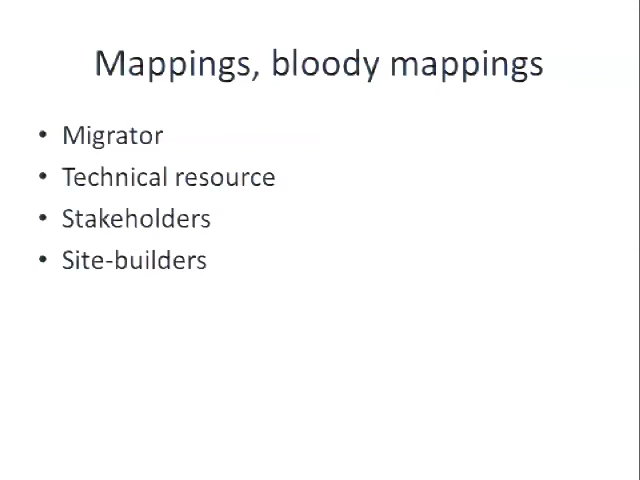 Mappings, bloody mappings
• Migrator
• Technical resource
• Stakeholders
• Site-builders